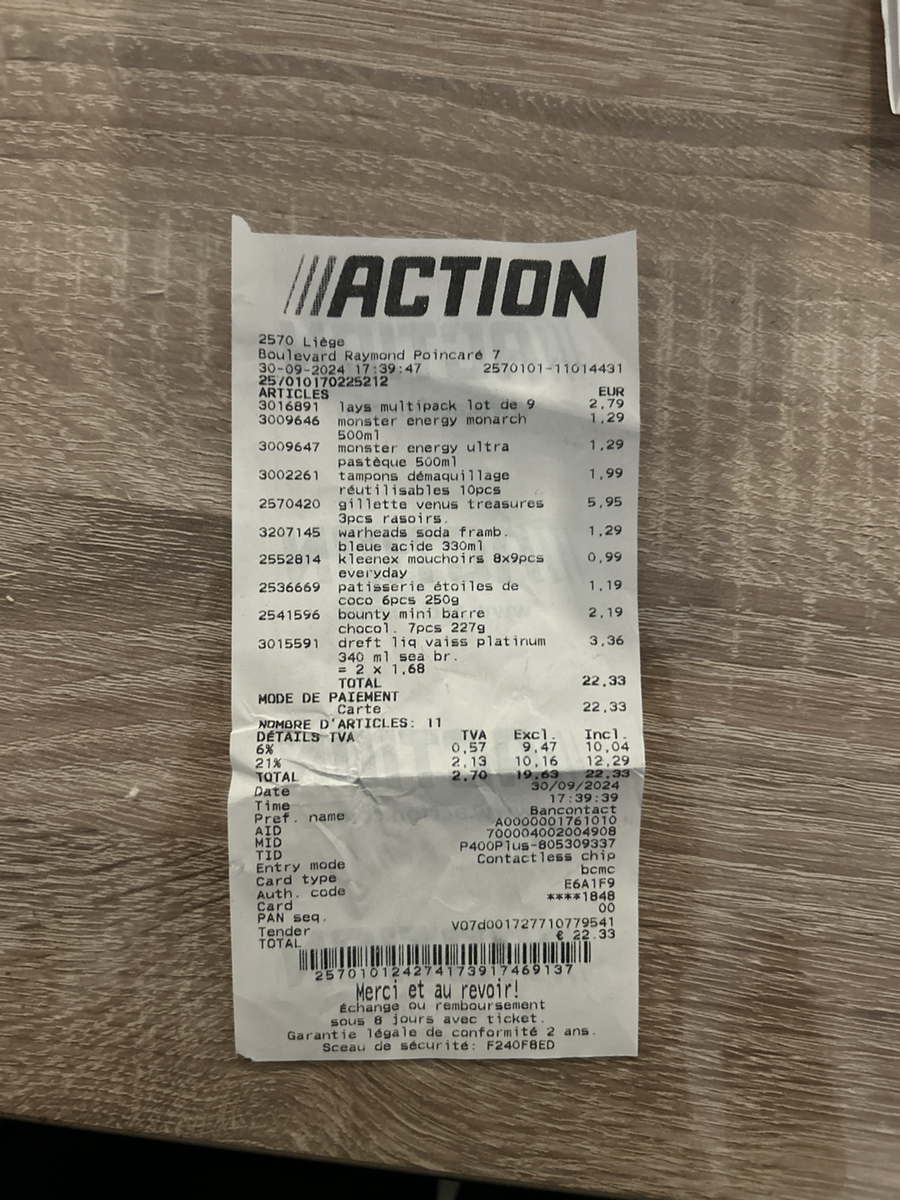 ACTION
2570 Liège
Boulevard Raymond Poincaré 7
30-09-2024 17:39:47 2570101-11014431
25/010170225212
ARTICLES EUR
3016891 lays multipack lot de 9 2,79
3009646 monster energy monarch 1,29
500ml
3009647 monster energy ultra 1,29
pastèque 500ml
3002261 tampons démaquillage 1,99
réutilisables 10pcs
2570420 gillette venus treasures 5,95
3pcs rasoirs.
3207145 warheads soda framb. 1,29
bleue acide 330ml
2552814 kleenex mouchoirs 8x9pcs 0,99
everyday
2536669 patisserie étoiles de 1,19
coco 6pcs 250g
2541596 bounty mini barre 2,19
chocol. 7pcs 227g
3015591 dreft liq vaiss platinum 3,36
340 ml sea br.
= 2 x 1,68
TOTAL 22,33
MODE DE PAIEMENT
Carte 22,33
NOMBRE D'ARTICLES: 11
DÉTAILS TVA TVA Excl. Incl.
6% 0,57 9,47 10,04
21% 2,13 10,16 12,29
TOTAL 2,70 19,63 22,33
Date 30/09/2024
Time 17:39:39
Pref. name Bancontact
AID A0000001761010
MID 700004002004908
TID P400Plus-805309337
Entry mode Contactless chip
Card type bcmc
Auth. code E6A1F9
Card ****1848
PAN seq. 00
Tender V07d001727710779541
TOTAL € 22.33
257010124274173917469137
Merci et au revoir!
Échange ou remboursement
sous 8 jours avec ticket.
Garantie légale de conformité 2 ans.
Sceau de sécurité: F240F8ED